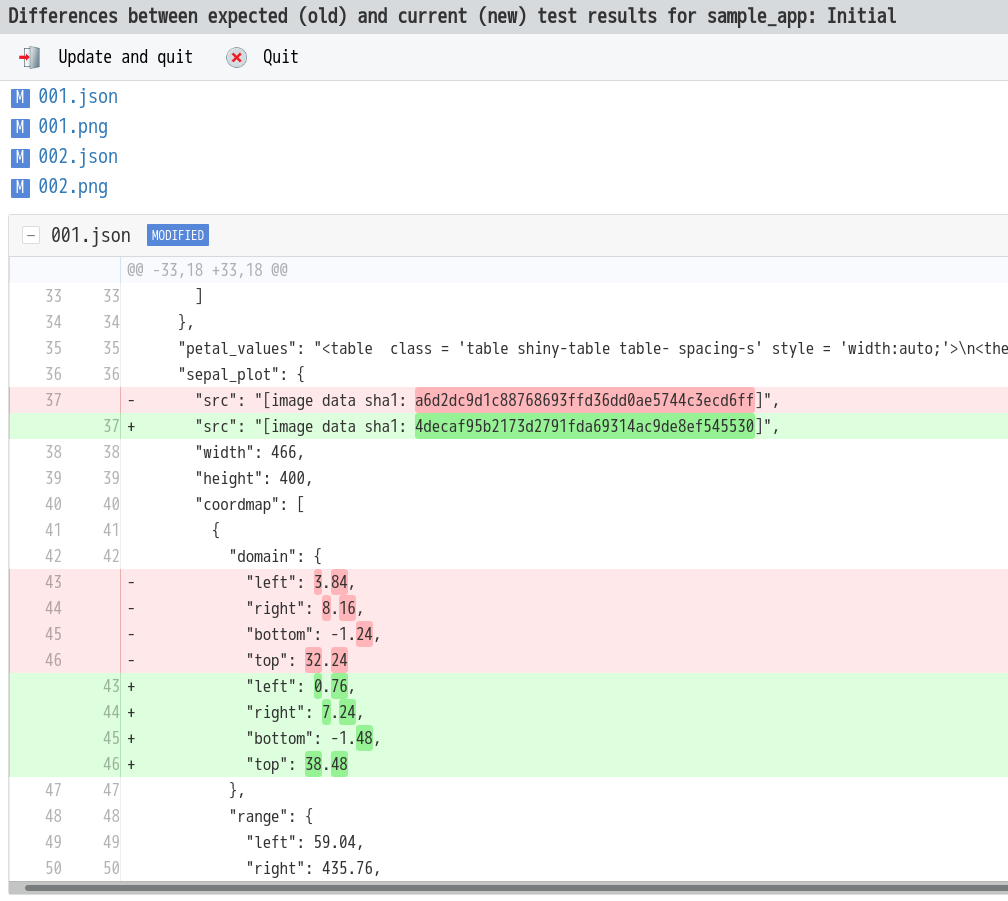 Differences between expected (old) and current (new) test results for sample_app: Initial
Update and quit Quit
M 001.json
M 001.png
M 002.json
M 002.png
− 001.json MODIFIED
@@ -33,18 +33,18 @@
33 33 ]
34 34 },
35 35 "petal_values": "<table  class = 'table shiny-table table- spacing-s' style = 'width:auto;'>\n<the
36 36 "sepal_plot": {
37 - "src": "[image data sha1: a6d2dc9d1c88768693ffd36dd0ae5744c3ecd6ff]",
37 + "src": "[image data sha1: 4decaf95b2173d2791fda69314ac9de8ef545530]",
38 38 "width": 466,
39 39 "height": 400,
40 40 "coordmap": [
41 41 {
42 42 "domain": {
43 - "left": 3.84,
44 - "right": 8.16,
45 - "bottom": -1.24,
46 - "top": 32.24
43 + "left": 0.76,
44 + "right": 7.24,
45 + "bottom": -1.48,
46 + "top": 38.48
47 47 },
48 48 "range": {
49 49 "left": 59.04,
50 50 "right": 435.76,